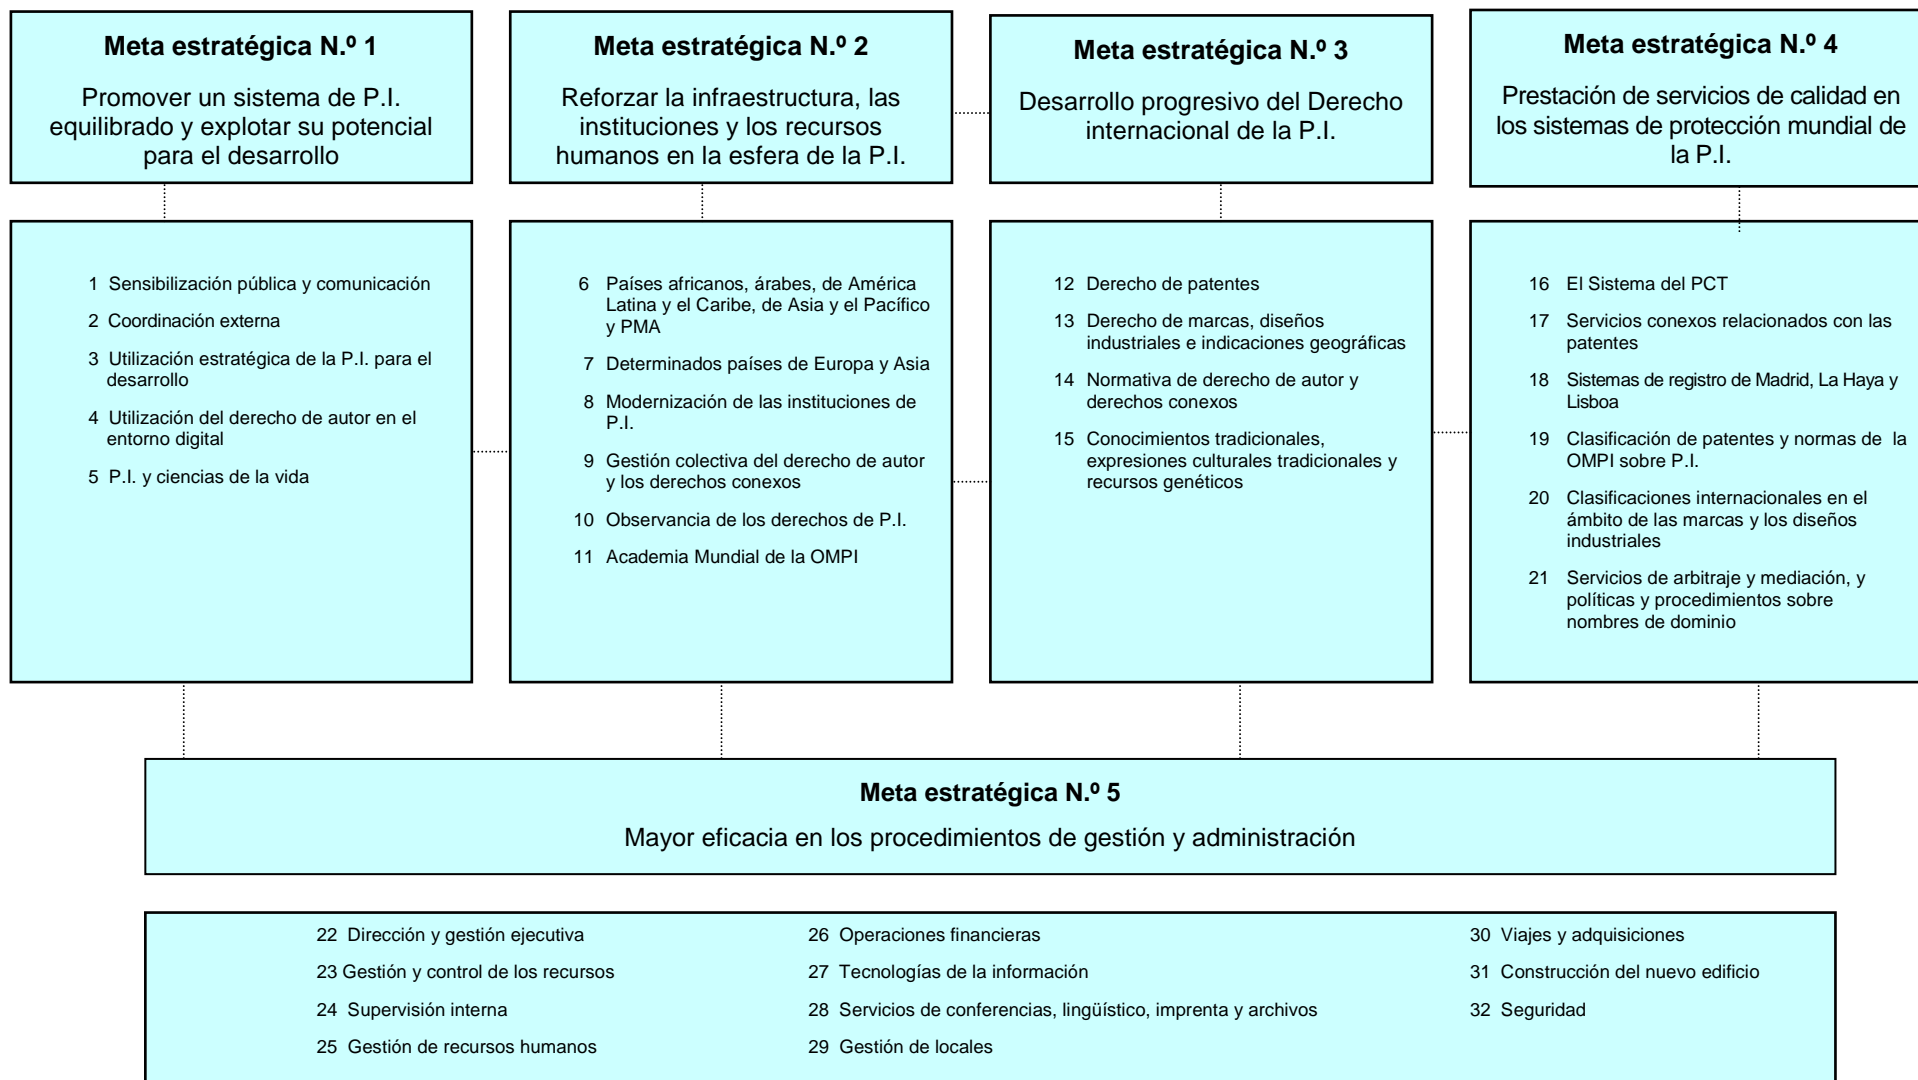 Meta estratégica N.º 1
Promover un sistema de P.I.
equilibrado y explotar su potencial
para el desarrollo
Meta estratégica N.º 2
Reforzar la infraestructura, las
instituciones y los recursos
humanos en la esfera de la P.I.
Meta estratégica N.º 3
Desarrollo progresivo del Derecho
internacional de la P.I.
Meta estratégica N.º 4
Prestación de servicios de calidad en
los sistemas de protección mundial de
la P.I.
1 Sensibilización pública y comunicación
2 Coordinación externa
3 Utilización estratégica de la P.I. para el
desarrollo
4 Utilización del derecho de autor en el
entorno digital
5 P.I. y ciencias de la vida
6 Países africanos, árabes, de América
Latina y el Caribe, de Asia y el Pacífico
y PMA
7 Determinados países de Europa y Asia
8 Modernización de las instituciones de
P.I.
9 Gestión colectiva del derecho de autor
y los derechos conexos
10 Observancia de los derechos de P.I.
11 Academia Mundial de la OMPI
12 Derecho de patentes
13 Derecho de marcas, diseños
industriales e indicaciones geográficas
14 Normativa de derecho de autor y
derechos conexos
15 Conocimientos tradicionales,
expresiones culturales tradicionales y
recursos genéticos
16 El Sistema del PCT
17 Servicios conexos relacionados con las
patentes
18 Sistemas de registro de Madrid, La Haya y
Lisboa
19 Clasificación de patentes y normas de la
OMPI sobre P.I.
20 Clasificaciones internacionales en el
ámbito de las marcas y los diseños
industriales
21 Servicios de arbitraje y mediación, y
políticas y procedimientos sobre
nombres de dominio
Meta estratégica N.º 5
Mayor eficacia en los procedimientos de gestión y administración
22 Dirección y gestión ejecutiva
23 Gestión y control de los recursos
24 Supervisión interna
25 Gestión de recursos humanos
26 Operaciones financieras
27 Tecnologías de la información
28 Servicios de conferencias, lingüístico, imprenta y archivos
29 Gestión de locales
30 Viajes y adquisiciones
31 Construcción del nuevo edificio
32 Seguridad